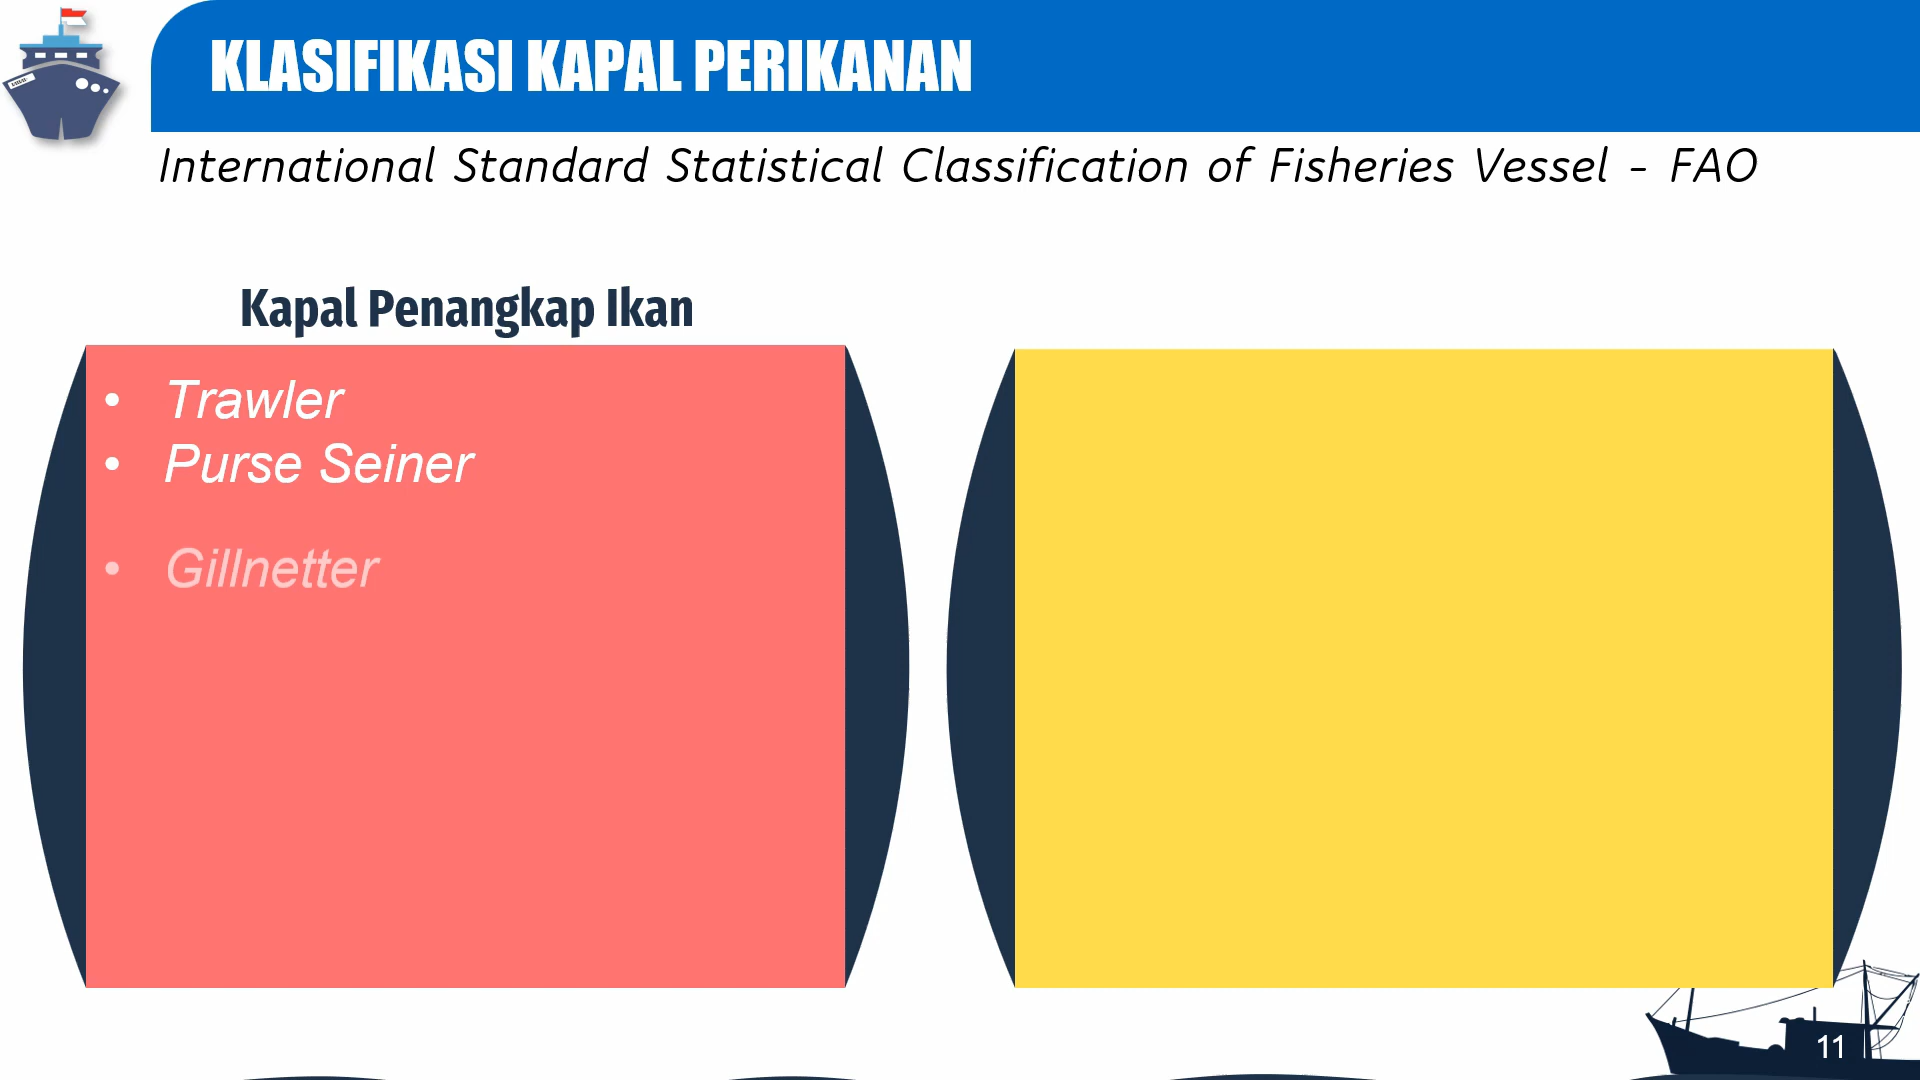 KLASIFIKASI KAPAL PERIKANAN
International Standard Statistical Classification of Fisheries Vessel - FAO
Kapal Penangkap Ikan
• Trawler
• Purse Seiner
• Gillnetter
11